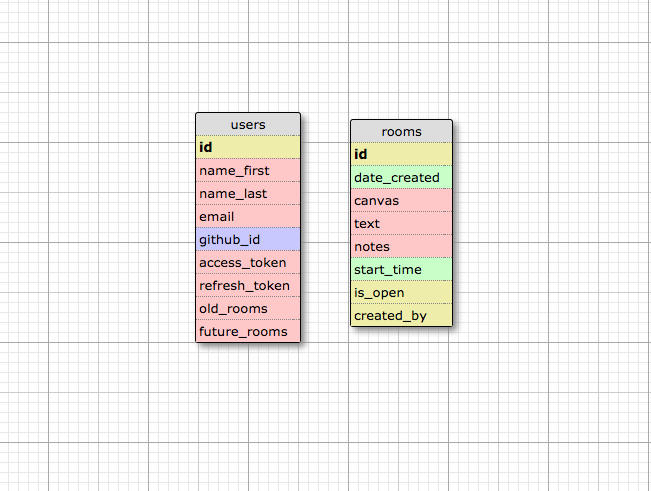 users
id
name_first
name_last
email
github_id
access_token
refresh_token
old_rooms
future_rooms
rooms
id
date_created
canvas
text
notes
start_time
is_open
created_by